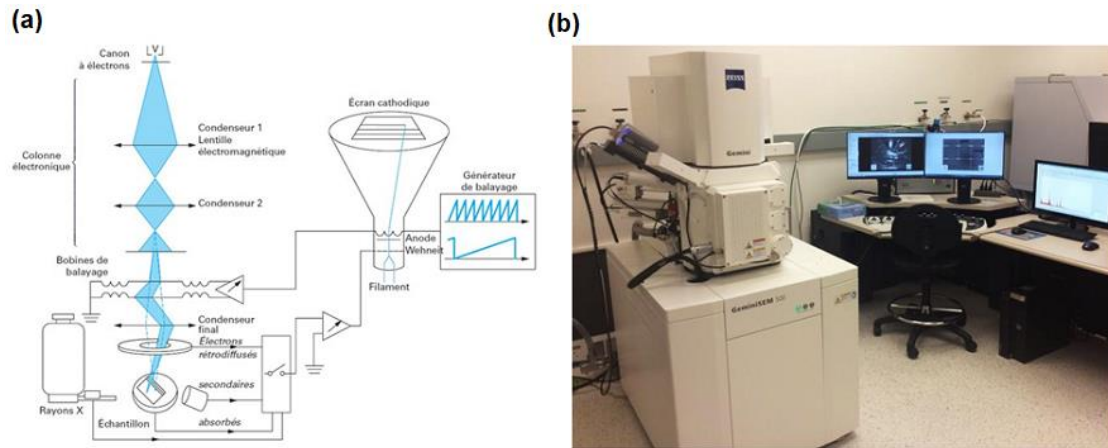 (a)
Canon
à électrons
V
Condenseur 1
Lentille
électromagnétique
Colonne
électronique
Condenseur 2
Écran cathodique
Générateur
de balayage
Anode
Wehneit
Filament
Bobines
de balayage
Condenseur
final
Électrons
rétrodiffusés
secondaires
absorbés
Rayons X
Échantillon
(b)
ZEISS
Gemini
GeminiSEM 500